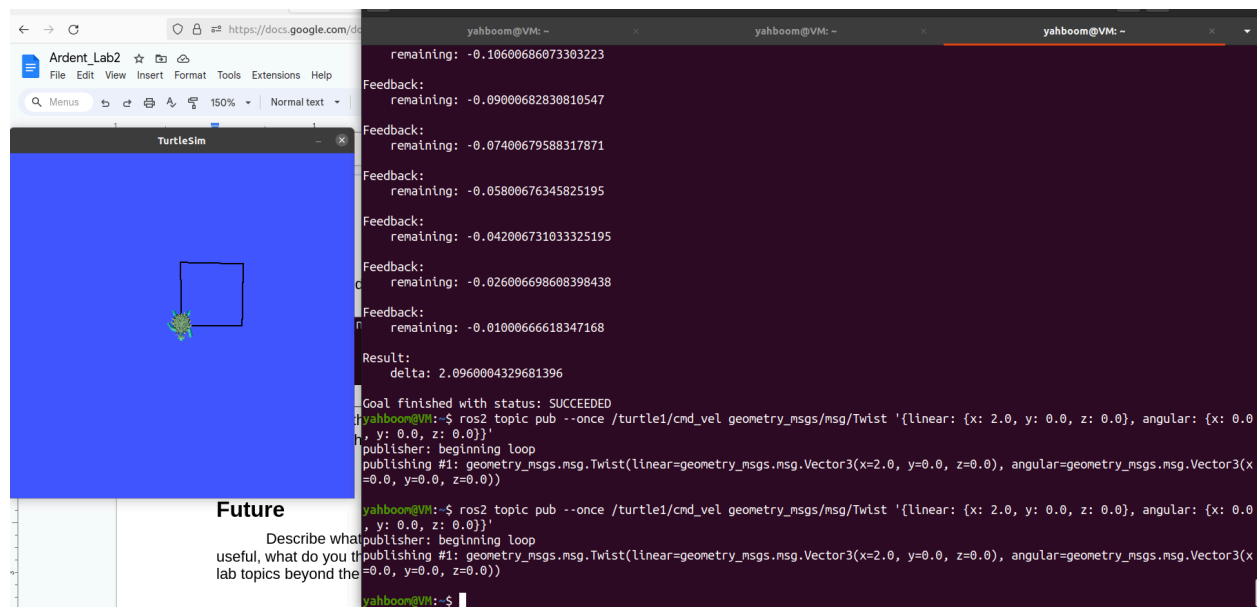 https://docs.google.com/do
Ardent_Lab2
File Edit View Insert Format Tools Extensions Help
Menus 150% Normal text
1 1
TurtleSim
Future
Describe what
useful, what do you th
lab topics beyond the
yahboom@VM: ~ × yahboom@VM: ~ × yahboom@VM: ~ ×
remaining: -0.10600686073303223
Feedback:
remaining: -0.09000682830810547
Feedback:
remaining: -0.07400679588317871
Feedback:
remaining: -0.05800676345825195
Feedback:
remaining: -0.042006731033325195
Feedback:
remaining: -0.026006698608398438
Feedback:
remaining: -0.01000666618347168
Result:
delta: 2.0960004329681396
Goal finished with status: SUCCEEDED
yahboom@VM:~$ ros2 topic pub --once /turtle1/cmd_vel geometry_msgs/msg/Twist '{linear: {x: 2.0, y: 0.0, z: 0.0}, angular: {x: 0.0
, y: 0.0, z: 0.0}}'
publisher: beginning loop
publishing #1: geometry_msgs.msg.Twist(linear=geometry_msgs.msg.Vector3(x=2.0, y=0.0, z=0.0), angular=geometry_msgs.msg.Vector3(x
=0.0, y=0.0, z=0.0))
yahboom@VM:~$ ros2 topic pub --once /turtle1/cmd_vel geometry_msgs/msg/Twist '{linear: {x: 2.0, y: 0.0, z: 0.0}, angular: {x: 0.0
, y: 0.0, z: 0.0}}'
publisher: beginning loop
publishing #1: geometry_msgs.msg.Twist(linear=geometry_msgs.msg.Vector3(x=2.0, y=0.0, z=0.0), angular=geometry_msgs.msg.Vector3(x
=0.0, y=0.0, z=0.0))
yahboom@VM:~$